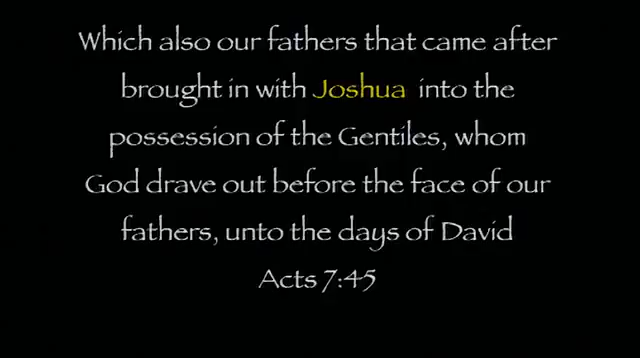 Which also our fathers that came after
brought in with Joshua into the
possession of the Gentiles, whom
God drave out before the face of our
fathers, unto the days of David
Acts 7:45